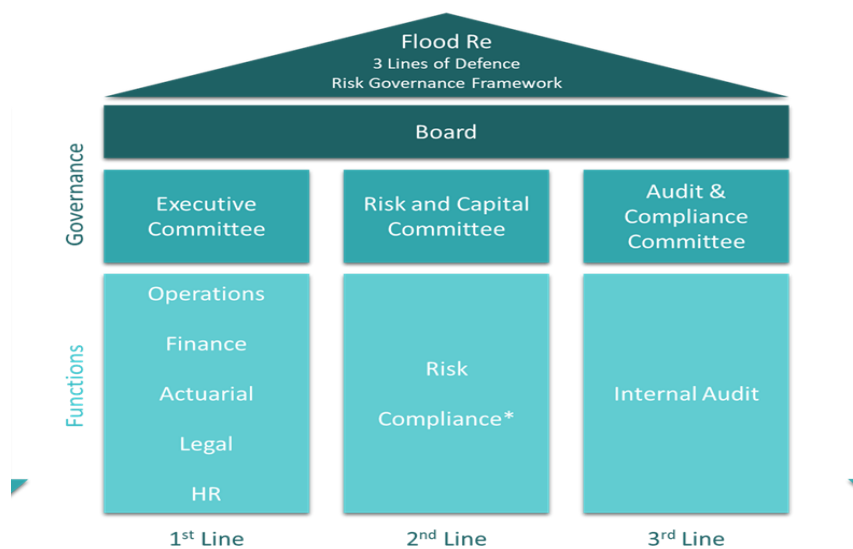 Flood Re
3 Lines of Defence
Risk Governance Framework
Board
Governance
Executive
Committee
Risk and Capital
Committee
Audit &
Compliance
Committee
Functions
Operations
Finance
Actuarial
Legal
HR
Risk
Compliance*
Internal Audit
1st Line
2nd Line
3rd Line